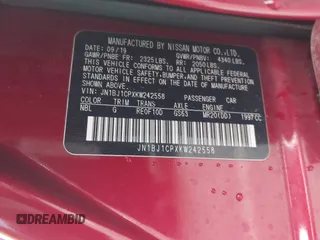 MANUFACTURED BY NISSAN MOTOR CO.,LTD.
DATE: 09/19 GVWR/PNBV: 4340 LBS.
GAWR/PNBE FR: 2325 LBS. RR: 2050 LBS.
THIS VEHICLE CONFORMS TO ALL APPLICABLE
FEDERAL MOTOR VEHICLE
SAFETY, BUMPER, AND THEFT PREVENTION
STANDARDS IN EFFECT ON THE DATE OF
MANUFACTURE SHOWN ABOVE.
VIN: JN1BJ1CPXKW242558 PASSENGER CAR
COLOR TRIM TRANS AXLE ENGINE
NBL G RE0F10D GS63 MR20(DD) 1997CC
JN1BJ1CPXKW242558
DREAMBID